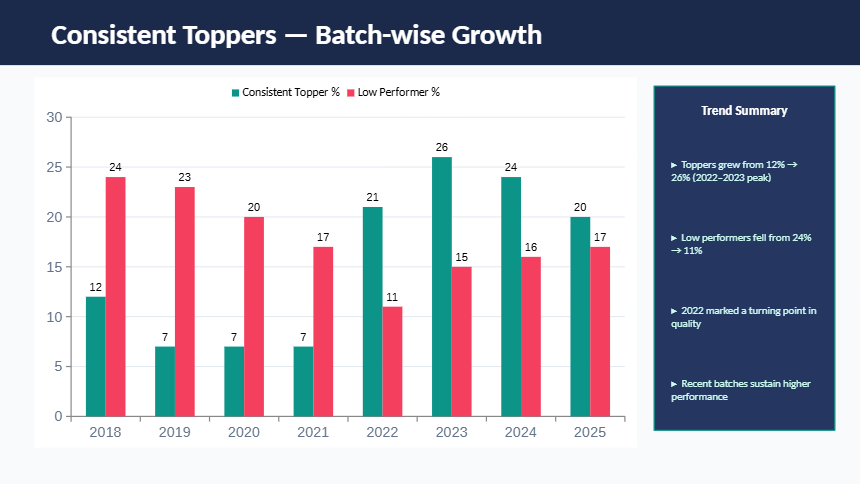 Consistent Toppers — Batch-wise Growth
Consistent Topper % Low Performer %
30
25
20
15
10
5
0
12 24
7 23
7 20
7 17
21 11
26 15
24 16
20 17
2018 2019 2020 2021 2022 2023 2024 2025
Trend Summary
► Toppers grew from 12% →
26% (2022–2023 peak)
► Low performers fell from 24%
→ 11%
► 2022 marked a turning point in
quality
► Recent batches sustain higher
performance